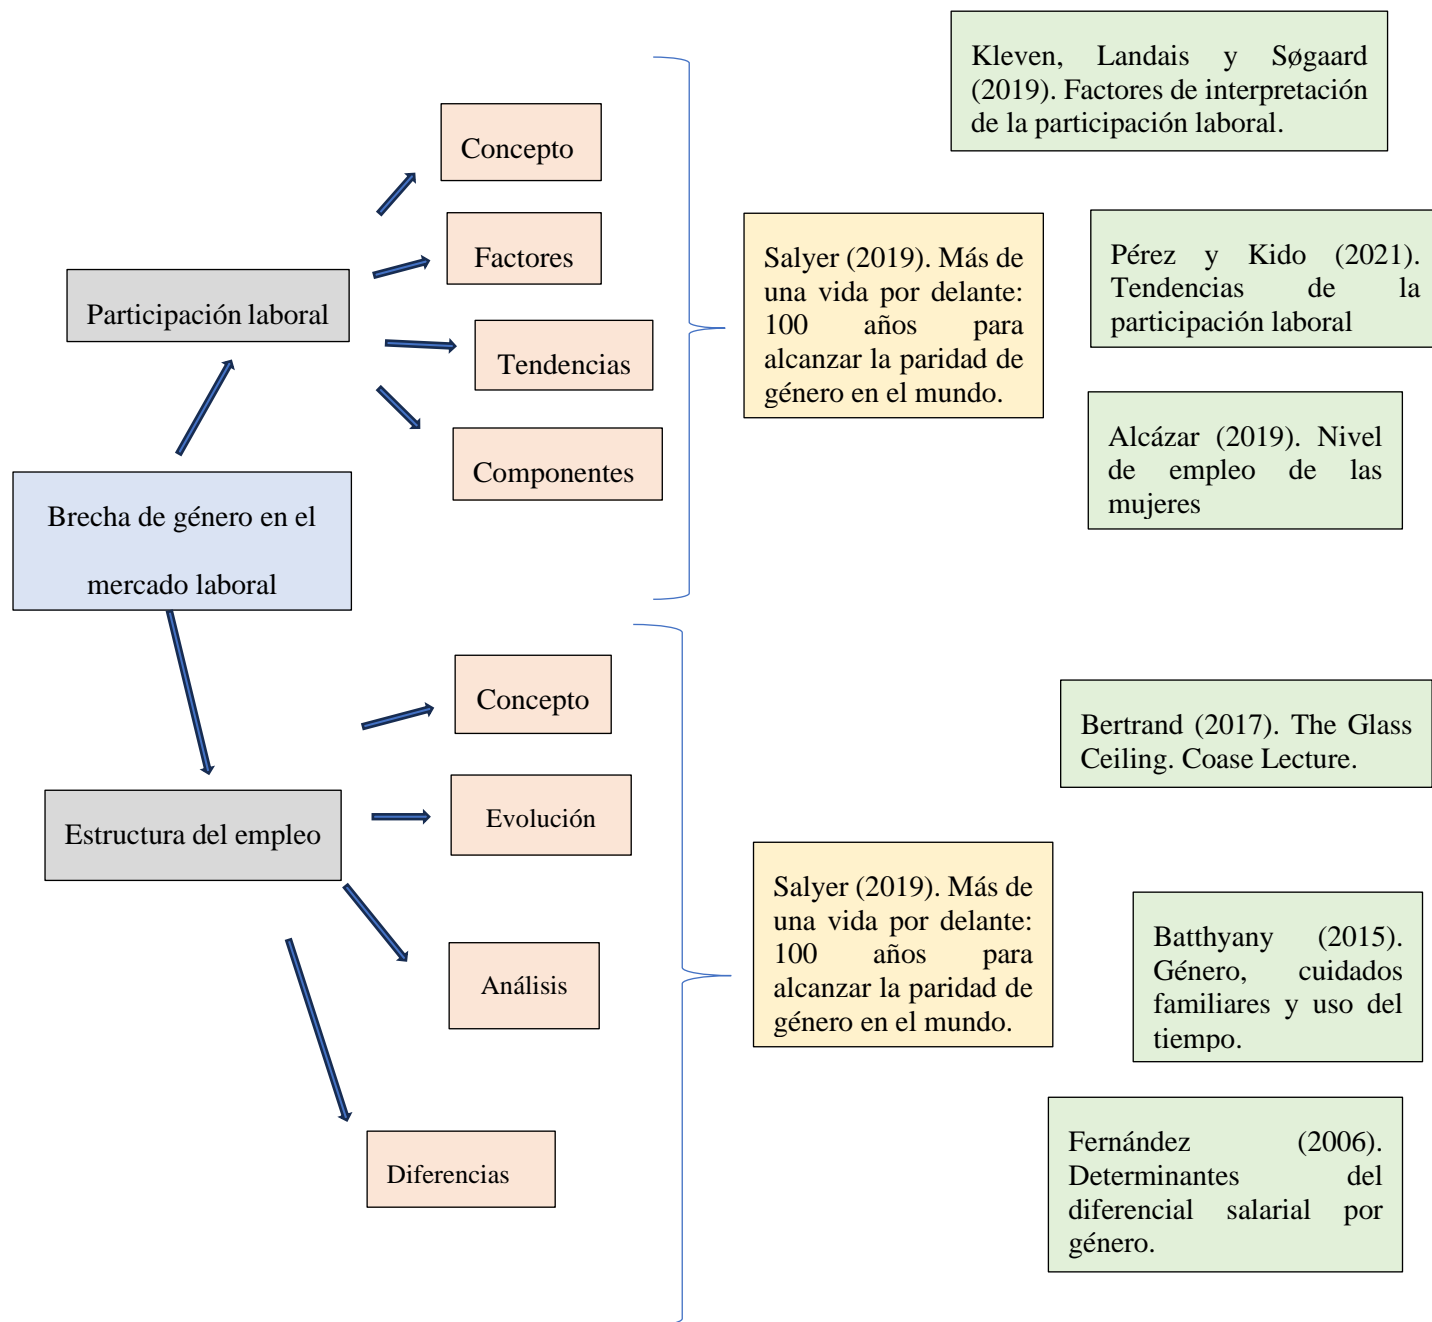 Kleven, Landais y Søgaard
(2019). Factores de interpretación
de la participación laboral.
Concepto
Factores
Tendencias
Componentes
Participación laboral
Salyer (2019). Más de
una vida por delante:
100 años para
alcanzar la paridad de
género en el mundo.
Pérez y Kido (2021).
Tendencias de la
participación laboral
Alcázar (2019). Nivel
de empleo de las
mujeres
Brecha de género en el
mercado laboral
Concepto
Evolución
Análisis
Diferencias
Estructura del empleo
Salyer (2019). Más de
una vida por delante:
100 años para
alcanzar la paridad de
género en el mundo.
Bertrand (2017). The Glass
Ceiling. Coase Lecture.
Batthyany (2015).
Género, cuidados
familiares y uso del
tiempo.
Fernández (2006).
Determinantes del
diferencial salarial por
género.